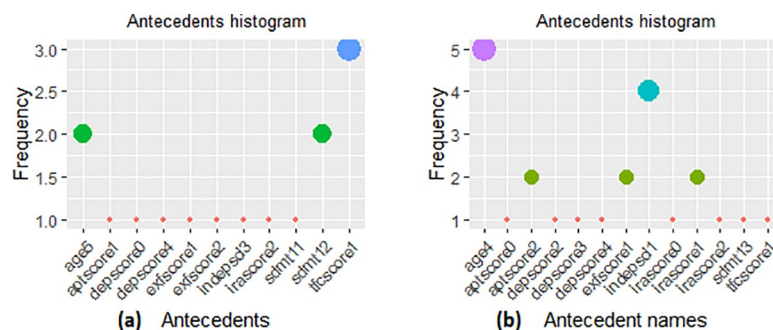 Antecedents histogram
Frequency
3.0
2.5
2.0
1.5
1.0
age5
aptscore1
depscore0
depscore4
exfscore1
exfscore2
indepsd3
irascore2
sdmt11
sdmt12
tfcscore1
(a) Antecedents
Antecedents histogram
Frequency
5
4
3
2
1
age4
aptscore0
aptscore2
depscore2
depscore3
depscore4
exfscore1
indepsd1
irascore0
irascore1
irascore2
sdmt13
tfcscore1
(b) Antecedent names